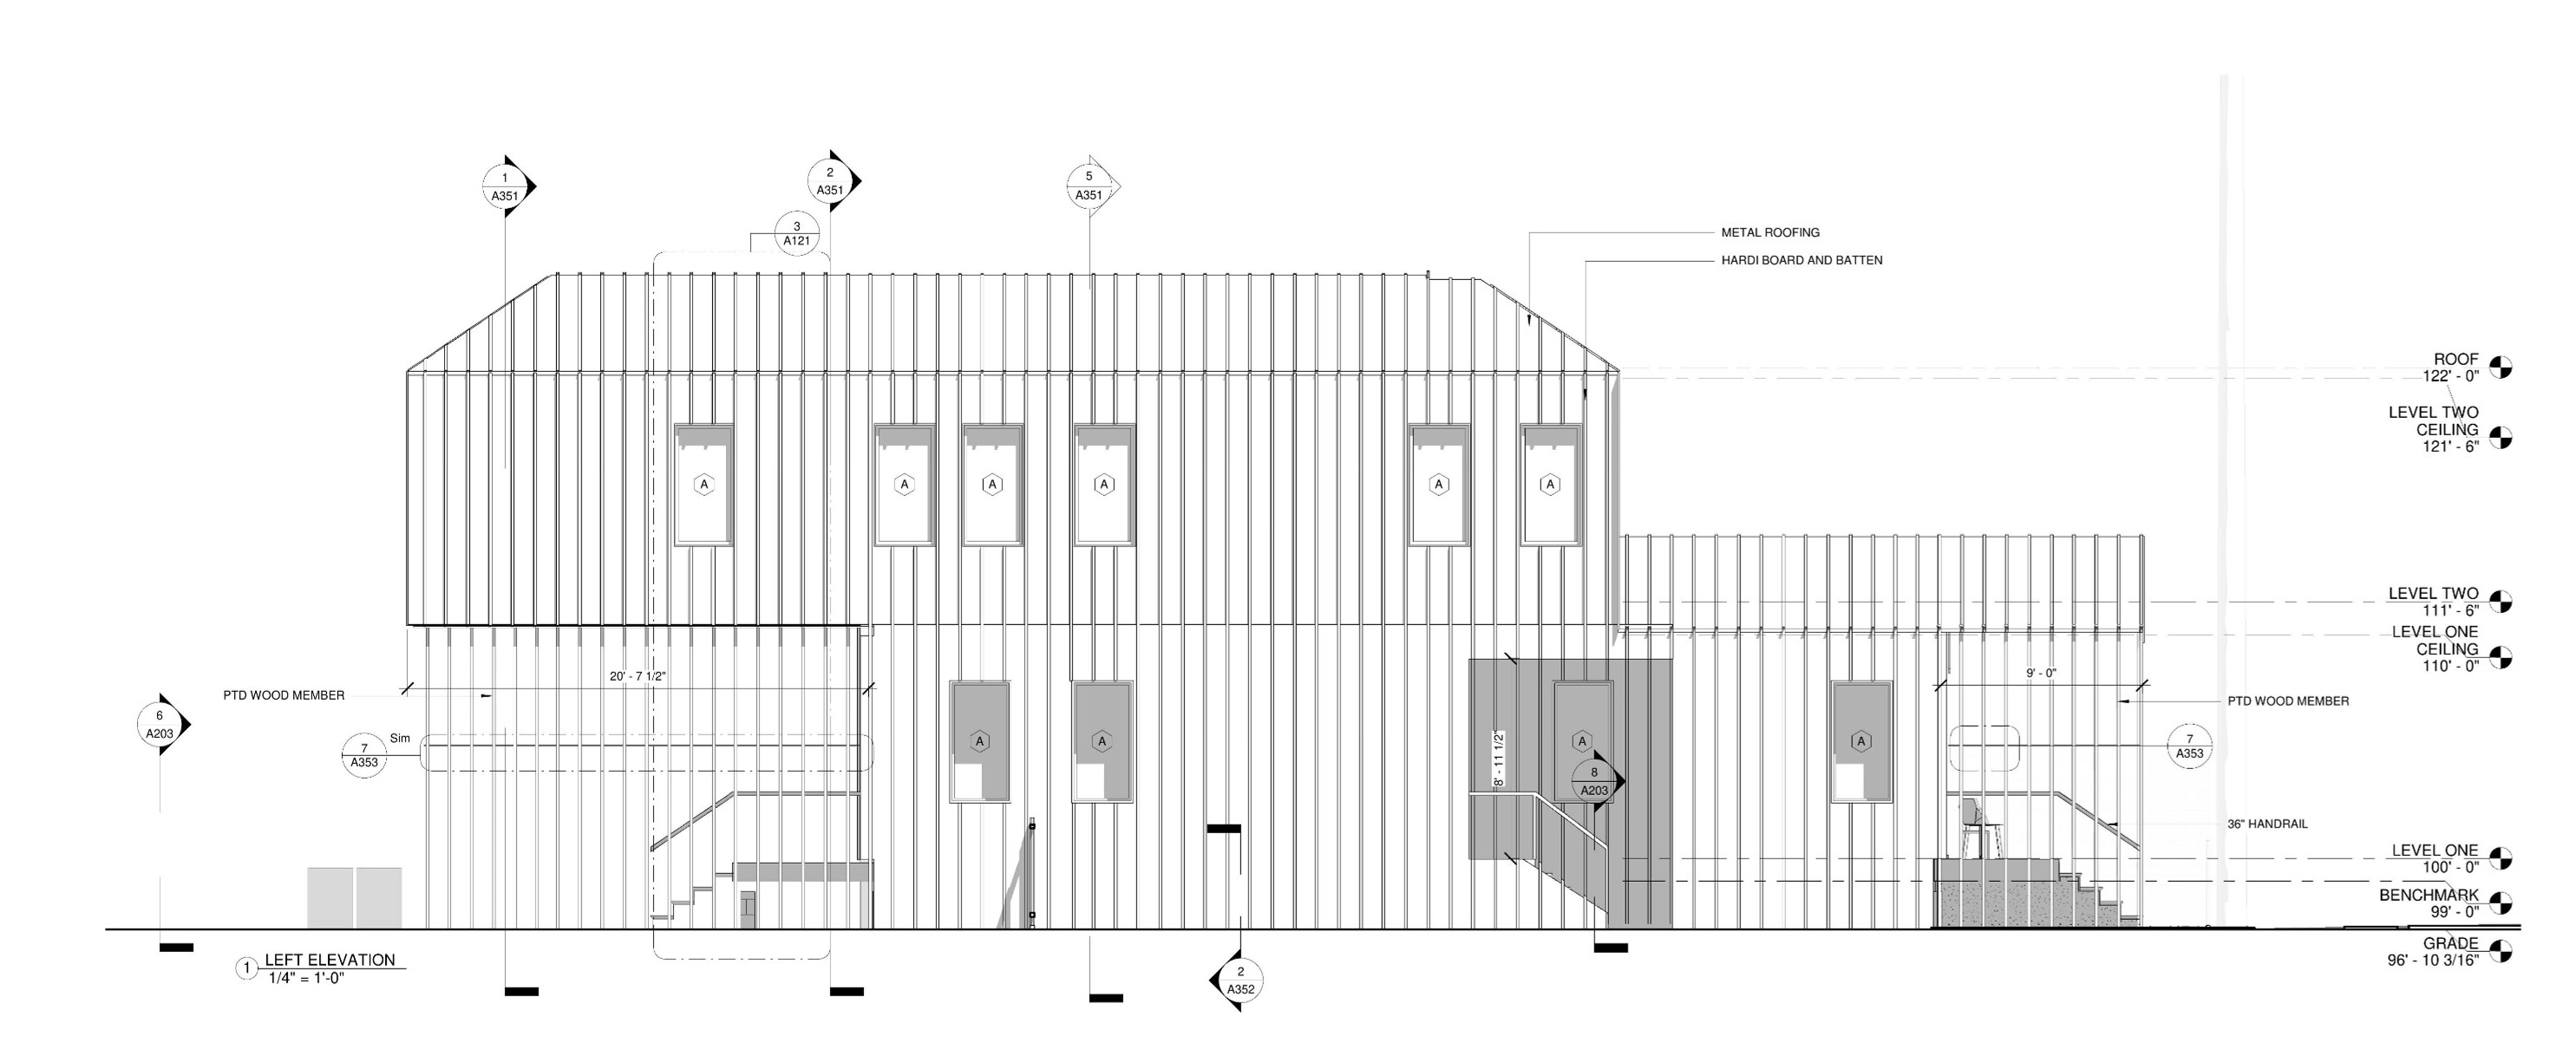 1
A351
2
A351
5
A351
3
A121
METAL ROOFING
HARDI BOARD AND BATTEN
ROOF
122' - 0"
LEVEL TWO
CEILING
121' - 6"
A
A
A
A
A
A
LEVEL TWO
111' - 6"
LEVEL ONE
CEILING
110' - 0"
20' - 7 1/2"
9' - 0"
PTD WOOD MEMBER
PTD WOOD MEMBER
6
A203
Sim
7
A353
A
A
A
A
8' - 11 1/2"
7
A353
8
A203
36" HANDRAIL
LEVEL ONE
100' - 0"
BENCHMARK
99' - 0"
GRADE
96' - 10 3/16"
1
LEFT ELEVATION
1/4" = 1'-0"
2
A352